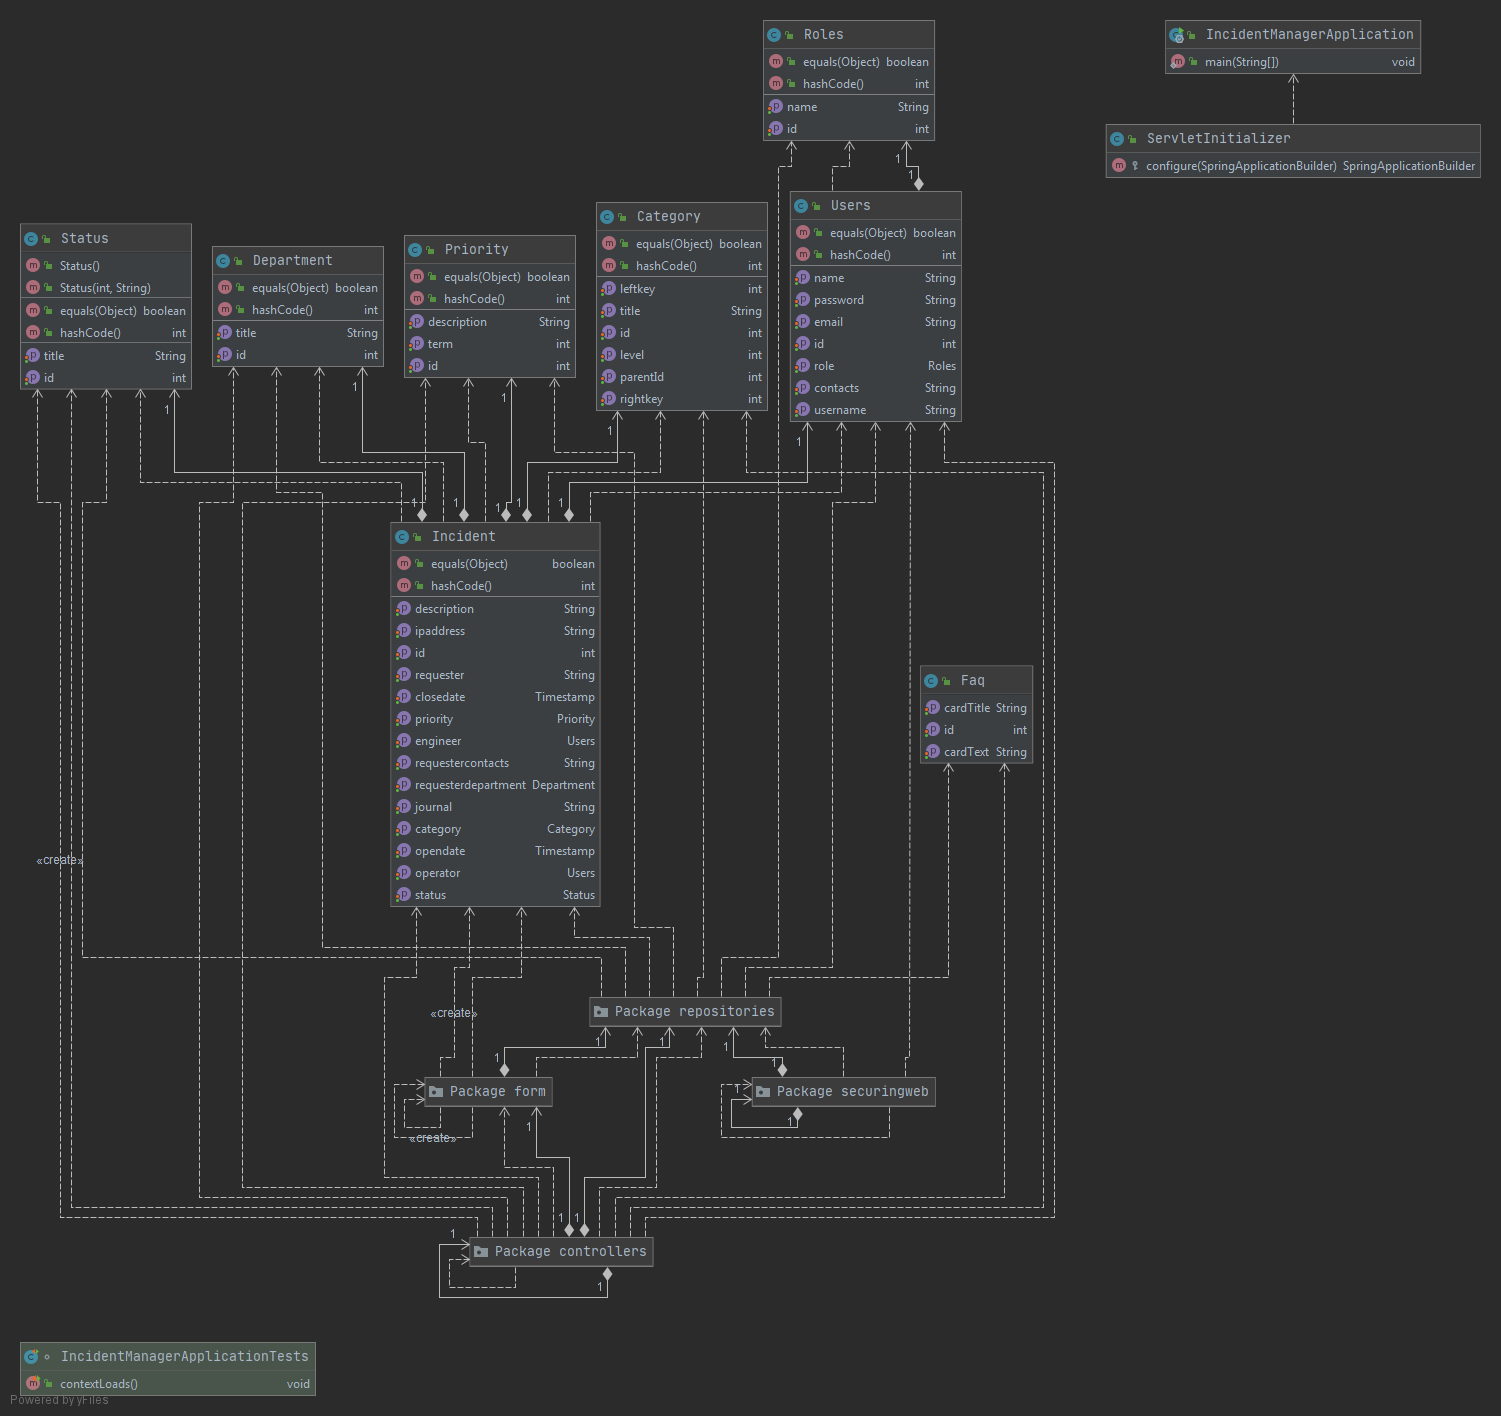 Roles
equals(Object) boolean
hashCode() int
name String
id int
IncidentManagerApplication
main(String[]) void
ServletInitializer
configure(SpringApplicationBuilder) SpringApplicationBuilder
1
1
Users
equals(Object) boolean
hashCode() int
name String
password String
email String
id int
role Roles
contacts String
username String
Category
equals(Object) boolean
hashCode() int
leftkey int
title String
id int
level int
parentId int
rightkey int
Priority
equals(Object) boolean
hashCode() int
description String
term int
id int
Department
equals(Object) boolean
hashCode() int
title String
id int
Status
Status()
Status(int, String)
equals(Object) boolean
hashCode() int
title String
id int
1
1
1
1
1
1
1
1
1
1
Incident
equals(Object) boolean
hashCode() int
description String
ipaddress String
id int
requester String
closedate Timestamp
priority Priority
engineer Users
requestercontacts String
requesterdepartment Department
journal String
category Category
opendate Timestamp
operator Users
status Status
Faq
cardTitle String
id int
cardText String
«create»
«create»
Package repositories
1
1
1
1
1
Package form
Package securingweb
1
1
1
«create»
1
1
Package controllers
1
1
IncidentManagerApplicationTests
contextLoads() void
Powered by yFiles